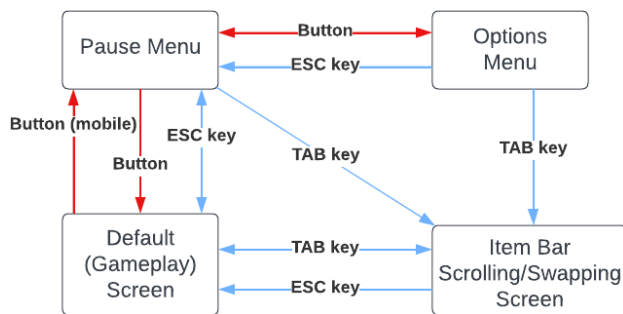 Pause Menu
Button
Options
Menu
ESC key
Button (mobile)
ESC key
Button
TAB key
TAB key
Default
(Gameplay)
Screen
TAB key
ESC key
Item Bar
Scrolling/Swapping
Screen